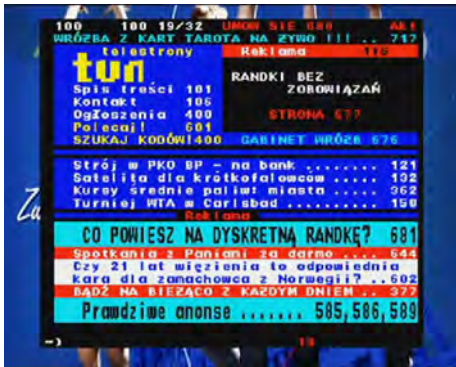 100 100 19/32 UMÓW SIĘ 680
WRÓŻBA Z KART TAROTA NA ŻYWO !!! .. 717
telestrony
Reklama 116
tvn
RANDKI BEZ
ZOBOWIĄZAŃ
Spis treści 101
Kontakt 106
Ogłoszenia 400
STRONA 677
Polecaj! 601
SZUKAJ KODÓW!400 GABINET WRÓŻB 676
Strój w PKO BP - na bank ......... 121
Satelita dla krótkofalowców ..... 132
Kursy średnie paliw: miasta ..... 362
Turniej WTA w Carlsbad .......... 150
Reklama
CO POWIESZ NA DYSKRETNĄ RANDKĘ? 681
Spotkania z Paniami za darmo .... 644
Czy 21 lat więzienia to odpowiednia
kara dla zamachowca z Norwegii? ..602
BĄDŹ NA BIEŻĄCO Z KAŻDYM DNIEM .. 377
Prawdziwe anonse ....... 585,586,589